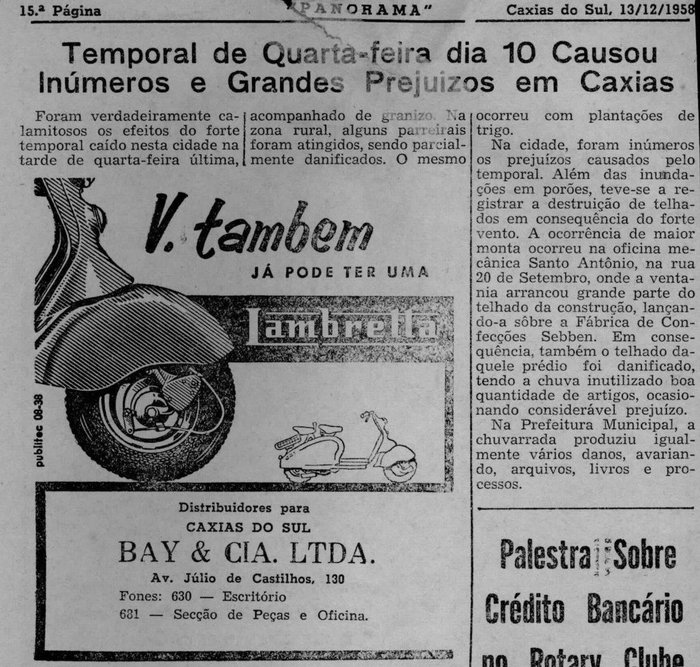 15.ª Página
"PANORAMA"
Caxias do Sul, 13/12/1958
Temporal de Quarta-feira dia 10 Causou
Inúmeros e Grandes Prejuizos em Caxias
Foram verdadeiramente ca-
lamitosos os efeitos do forte
temporal caído nesta cidade na
tarde de quarta-feira última,
acompanhado de granizo. Na
zona rural, alguns parreirais
foram atingidos, sendo parcial-
mente danificados. O mesmo
ocorreu com plantações de
trigo.
Na cidade, foram inúmeros
os prejuízos causados pelo
temporal. Além das inunda-
ções em porões, teve-se a re-
gistrar a destruição de telha-
dos em consequência do forte
vento. A ocorrência de maior
monta ocorreu na oficina me-
cânica Santo Antônio, na rua
20 de Setembro, onde a venta-
nia arrancou grande parte do
telhado da construção, lançan-
do-a sôbre a Fábrica de Con-
fecções Sebben. Em conse-
quência, também o telhado da-
quele prédio foi danificado,
tendo a chuva inutilizado boa
quantidade de artigos, ocasio-
nando considerável prejuízo.
Na Prefeitura Municipal, a
chuvarrada produziu igual-
mente vários danos, avarian-
do, arquivos, livros e pro-
cessos.
V. tambem
JÁ PODE TER UMA
Lambretta
publitec 08-38
Distribuidores para
CAXIAS DO SUL
BAY & CIA. LTDA.
Av. Júlio de Castilhos, 130
Fones: 630 — Escritório
631 — Secção de Peças e Oficina.
Palestra Sobre
Crédito Bancário
no Rotary Clube